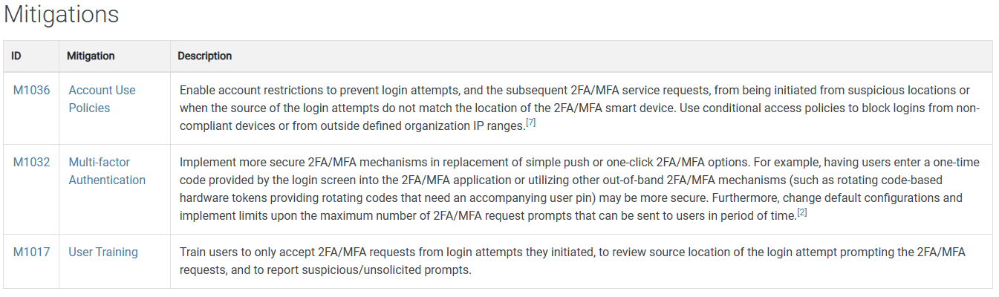 Mitigations
ID Mitigation Description
M1036 Account Use Policies Enable account restrictions to prevent login attempts, and the subsequent 2FA/MFA service requests, from being initiated from suspicious locations or
when the source of the login attempts do not match the location of the 2FA/MFA smart device. Use conditional access policies to block logins from non-
compliant devices or from outside defined organization IP ranges.[7]
M1032 Multi-factor Authentication Implement more secure 2FA/MFA mechanisms in replacement of simple push or one-click 2FA/MFA options. For example, having users enter a one-time
code provided by the login screen into the 2FA/MFA application or utilizing other out-of-band 2FA/MFA mechanisms (such as rotating code-based
hardware tokens providing rotating codes that need an accompanying user pin) may be more secure. Furthermore, change default configurations and
implement limits upon the maximum number of 2FA/MFA request prompts that can be sent to users in period of time.[2]
M1017 User Training Train users to only accept 2FA/MFA requests from login attempts they initiated, to review source location of the login attempt prompting the 2FA/MFA
requests, and to report suspicious/unsolicited prompts.